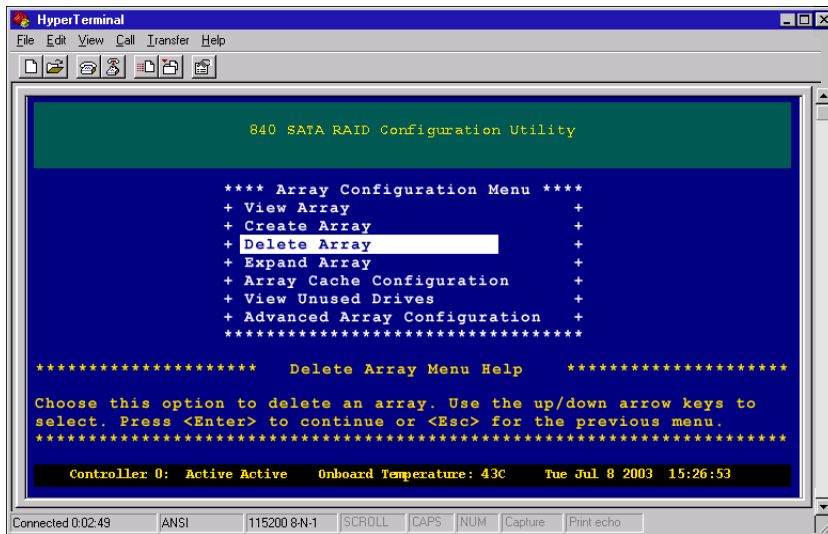 HyperTerminal
File Edit View Call Transfer Help
840 SATA RAID Configuration Utility
**** Array Configuration Menu ****
+ View Array +
+ Create Array +
+ Delete Array +
+ Expand Array +
+ Array Cache Configuration +
+ View Unused Drives +
+ Advanced Array Configuration +
**********************************
********************* Delete Array Menu Help *********************
Choose this option to delete an array. Use the up/down arrow keys to
select. Press <Enter> to continue or <Esc> for the previous menu.
***********************************************************************
Controller 0: Active Active Onboard Temperature: 43C Tue Jul 8 2003 15:26:53
Connected 0:02:49 ANSI 115200 8-N-1 SCROLL CAPS NUM Capture Print echo